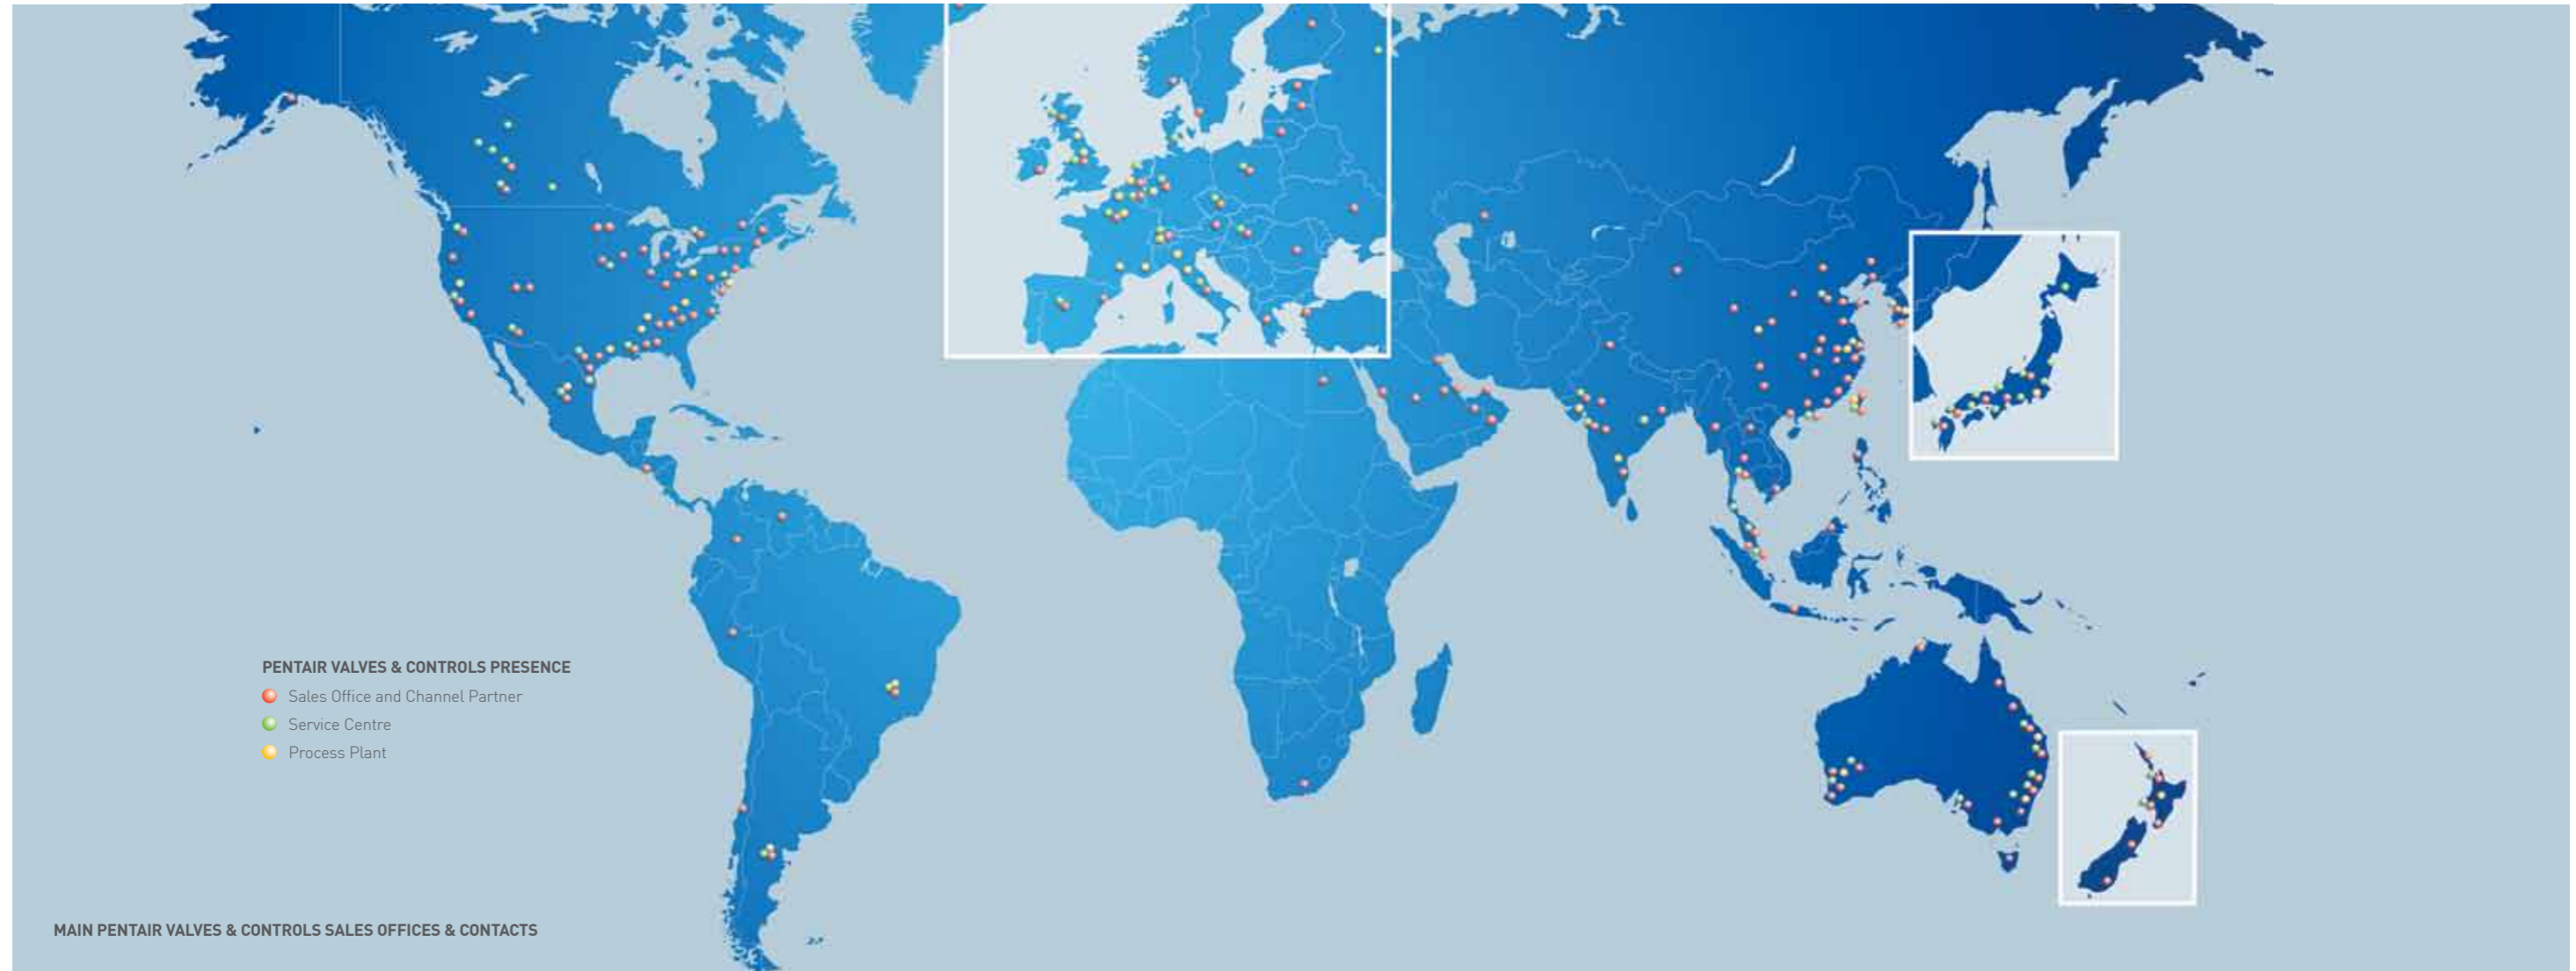 PENTAIR VALVES & CONTROLS PRESENCE
Sales Office and Channel Partner
Service Centre
Process Plant
MAIN PENTAIR VALVES & CONTROLS SALES OFFICES & CONTACTS